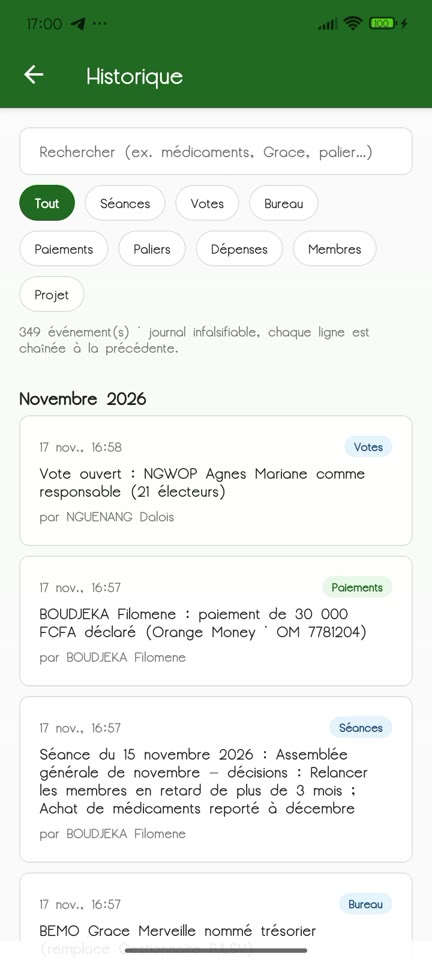 17:00
100
Historique
Rechercher (ex. médicaments, Grace, palier...)
Tout Séances Votes Bureau
Paiements Paliers Dépenses Membres
Projet
349 événement(s) · journal infalsifiable, chaque ligne est
chaînée à la précédente.
Novembre 2026
17 nov., 16:58 Votes
Vote ouvert : NGWOP Agnes Mariane comme
responsable (21 électeurs)
par NGUENANG Dalois
17 nov., 16:57 Paiements
BOUDJEKA Filomene : paiement de 30 000
FCFA déclaré (Orange Money · OM 7781204)
par BOUDJEKA Filomene
17 nov., 16:57 Séances
Séance du 15 novembre 2026 : Assemblée
générale de novembre — décisions : Relancer
les membres en retard de plus de 3 mois ;
Achat de médicaments reporté à décembre
par BOUDJEKA Filomene
17 nov., 16:57 Bureau
BEMO Grace Merveille nommé trésorier
(remplace Gestionnaire